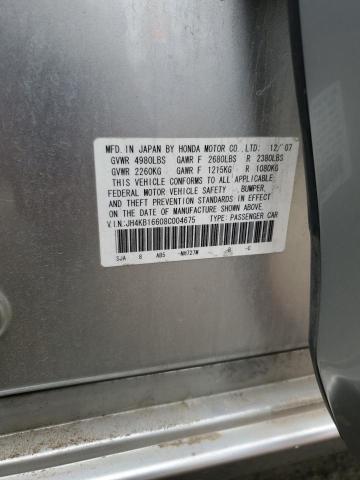 MFD. IN JAPAN BY HONDA MOTOR CO., LTD. 12/'07
GVWR 4980LBS GAWR F 2680LBS R 2380LBS
GVWR 2260KG GAWR F 1215KG R 1080KG
THIS VEHICLE CONFORMS TO ALL APPLICABLE
FEDERAL MOTOR VEHICLE SAFETY, BUMPER,
AND THEFT PREVENTION STANDARDS IN EFFECT
ON THE DATE OF MANUFACTURE SHOWN ABOVE.
V.I.N:JH4KB16608C004675 TYPE: PASSENGER CAR
SJA 8 AB5 -NH727M -B -C